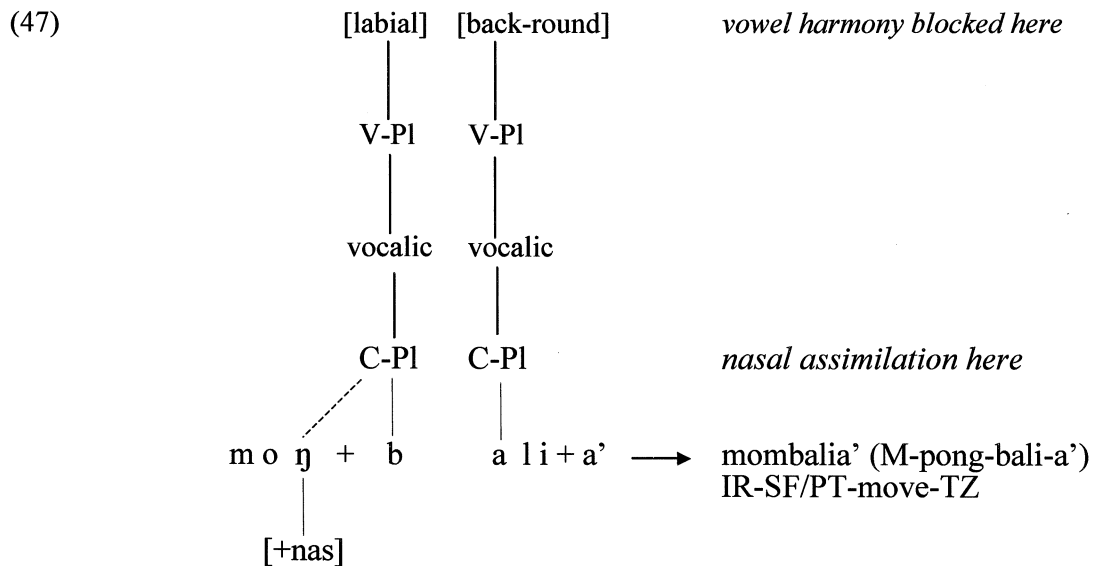 (47) [labial] [back-round] vowel harmony blocked here
V-Pl V-Pl
vocalic vocalic
C-Pl C-Pl nasal assimilation here
m o ŋ + b a l i + a’ → mombalia’ (M-pong-bali-a’)
IR-SF/PT-move-TZ
[+nas]